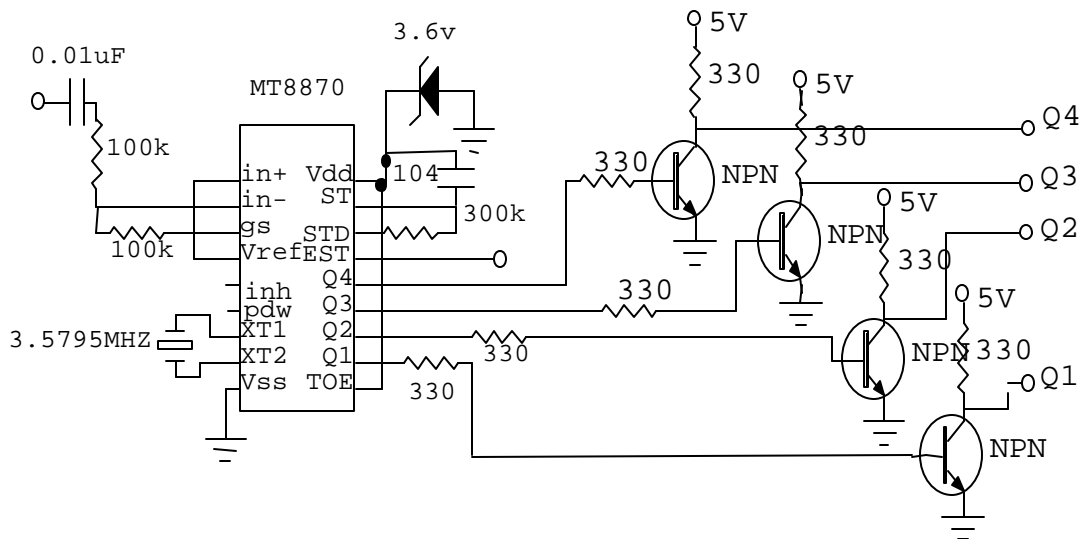 5V
3.6v
0.01uF
330
5V
MT8870
Q4
330
100k
330
NPN
in+
Vdd
104
Q3
in-
ST
5V
300k
gs
STD
NPN
Q2
100k
Vref
EST
330
Q4
inh
330
5V
pdw
Q3
XT1
Q2
3.5795MHZ
330
NPN
330
XT2
Q1
Q1
Vss
TOE
330
NPN